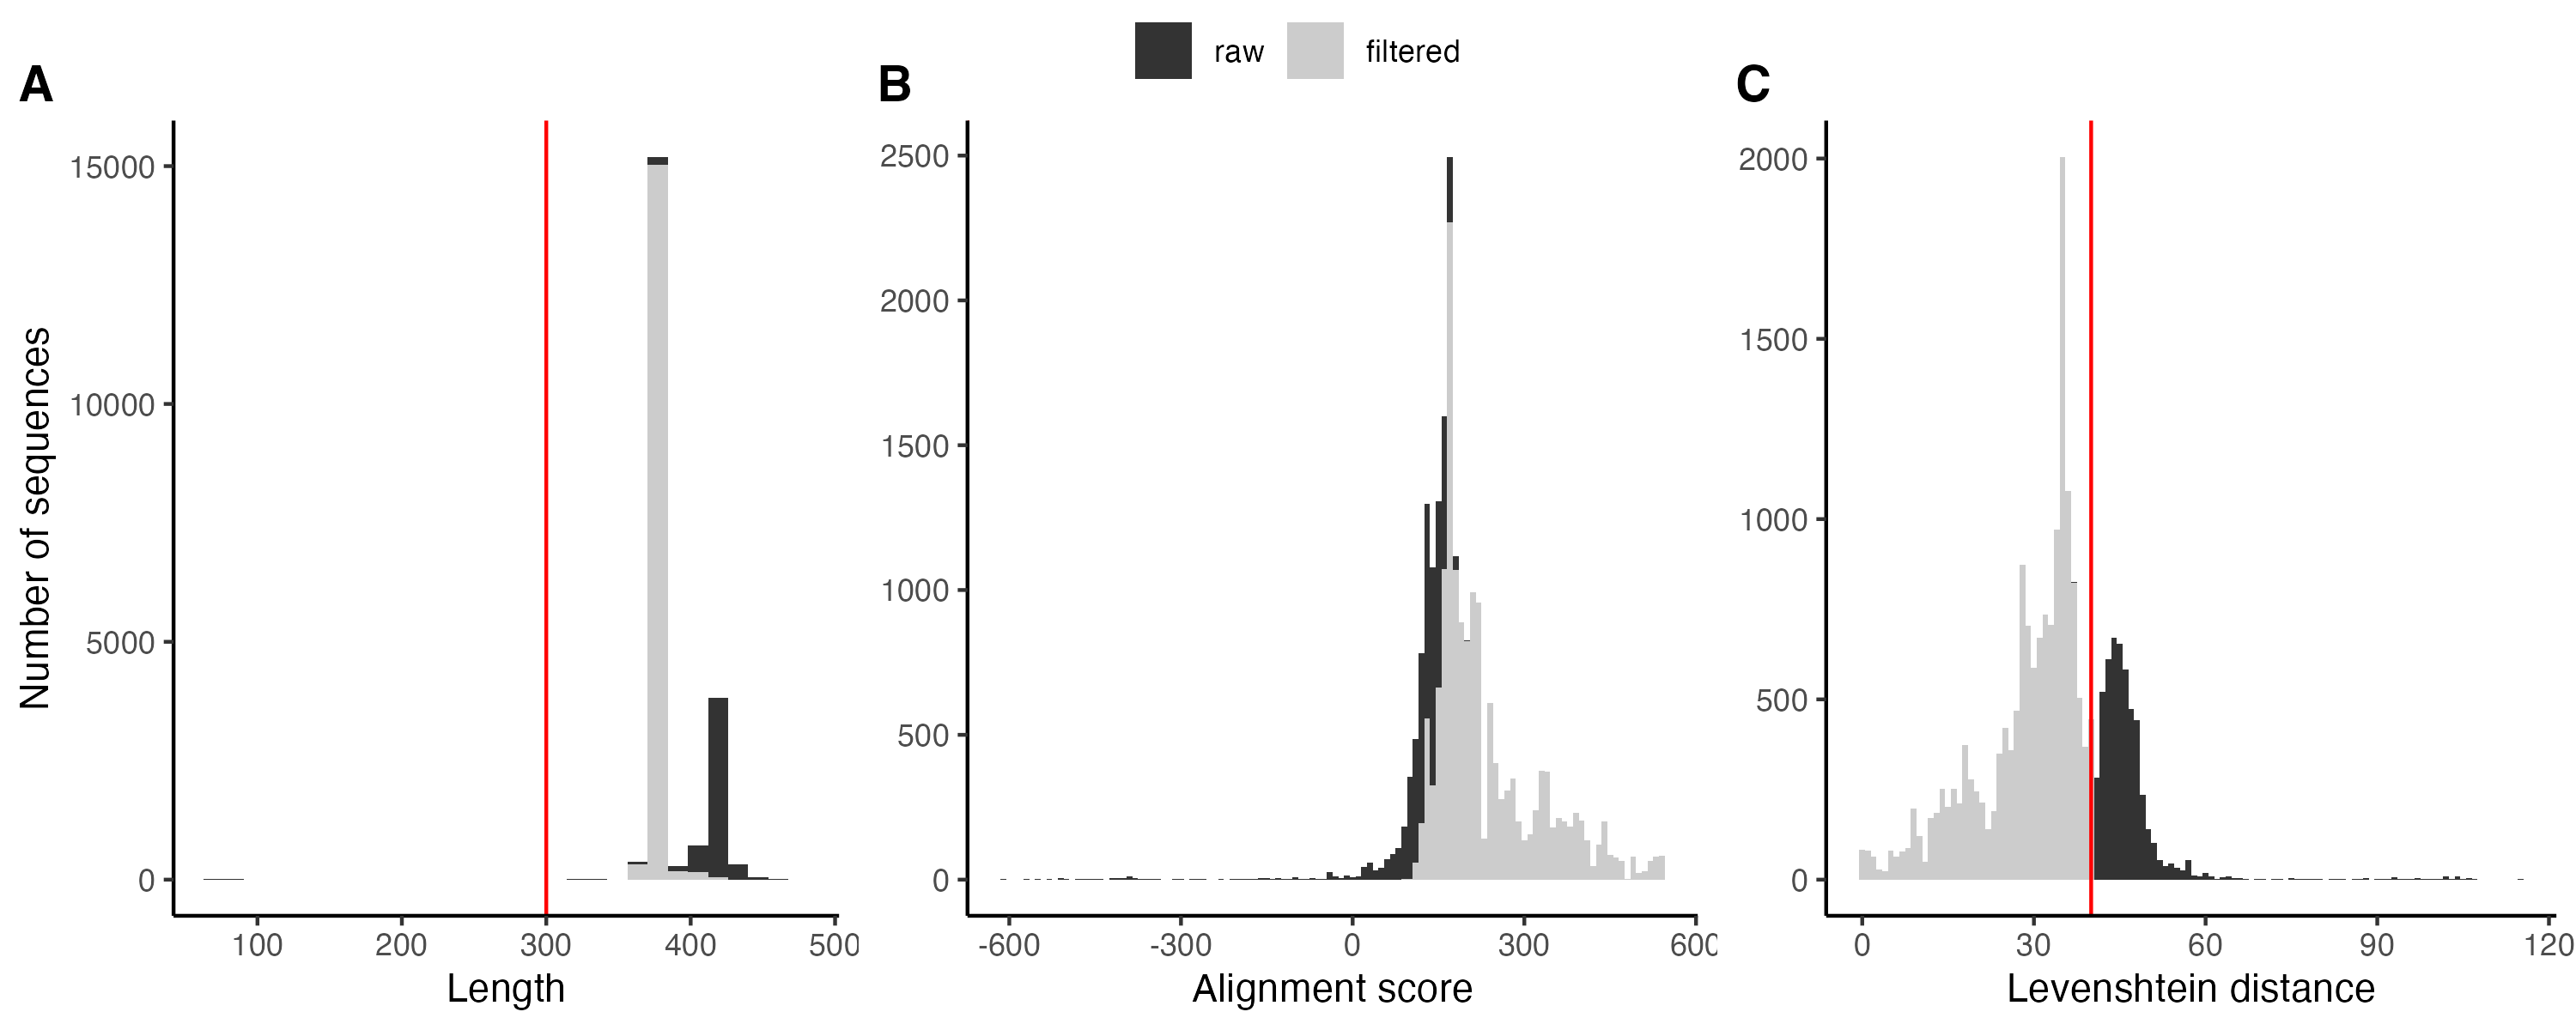 raw filtered
A
B
C
Number of sequences
15000
10000
5000
0
100 200 300 400 500
Length
2500
2000
1500
1000
500
0
-600 -300 0 300 600
Alignment score
2000
1500
1000
500
0
0 30 60 90 120
Levenshtein distance